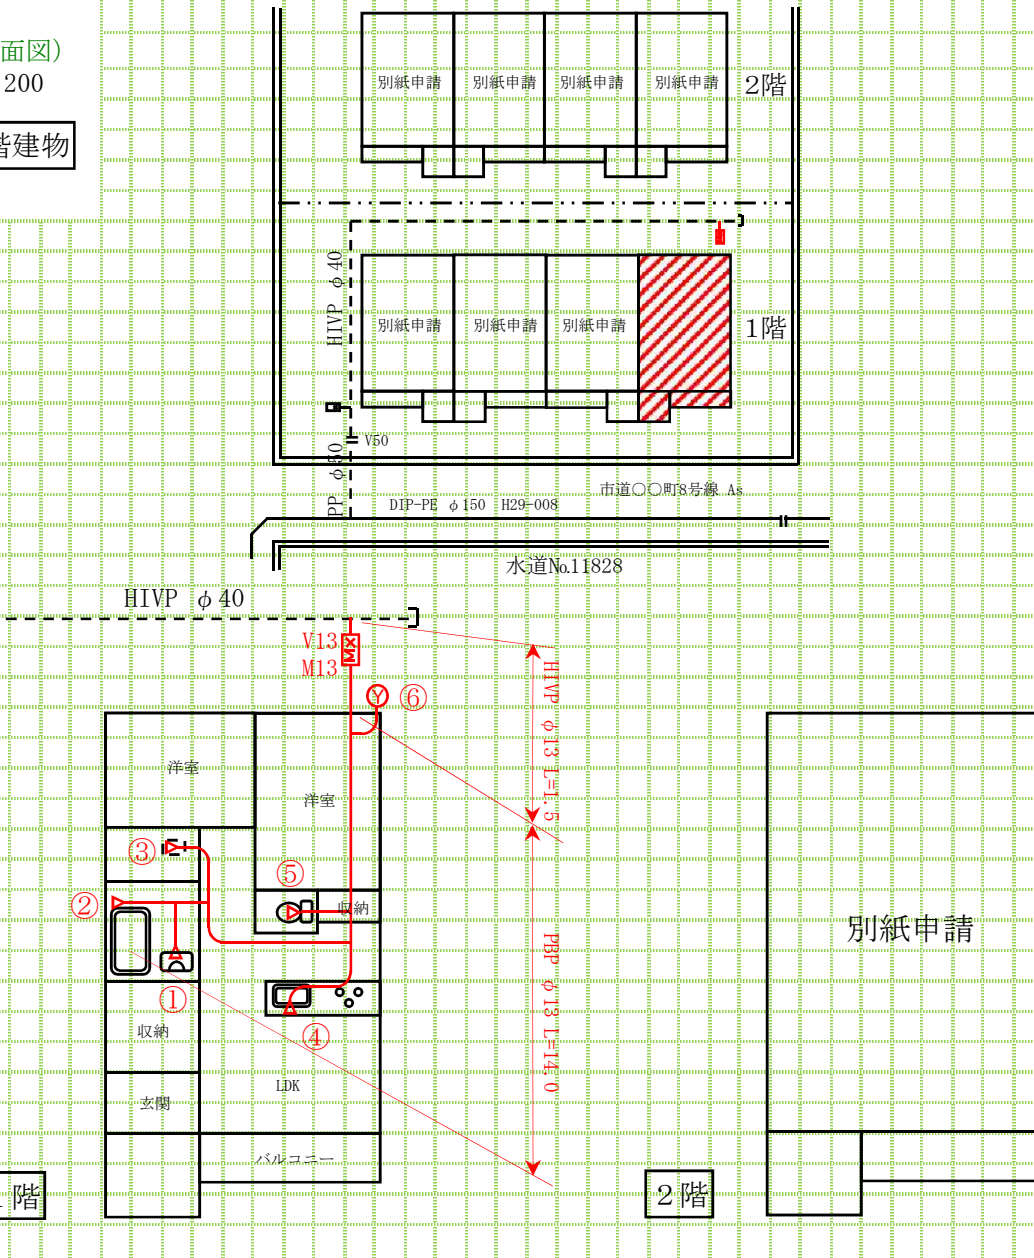 面図)
200
階建物
別紙申請 別紙申請 別紙申請 別紙申請
2階
HIVP φ40
別紙申請 別紙申請 別紙申請
1階
V50
PP φ50
市道○○町8号線 As
DIP-PE φ150 H29-008
水道No.11828
HIVP φ40
V13
M13
MX
Y ⑥
HIVP φ13 L=1.5
洋室
洋室
③
⑤
②
収納
①
④
PBP φ13 L=14.0
収納
LDK
玄関
バルコニー
階
別紙申請
2階